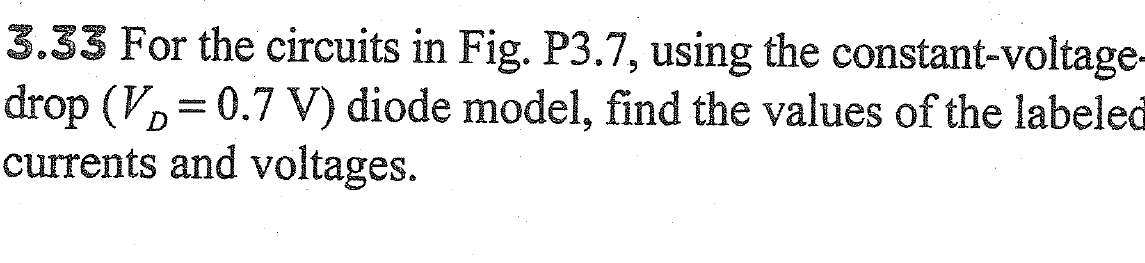 3.33 For the circuits in Fig. P3.7, using the constant-voltage-
drop (V_D = 0.7 V) diode model, find the values of the labeled
currents and voltages.